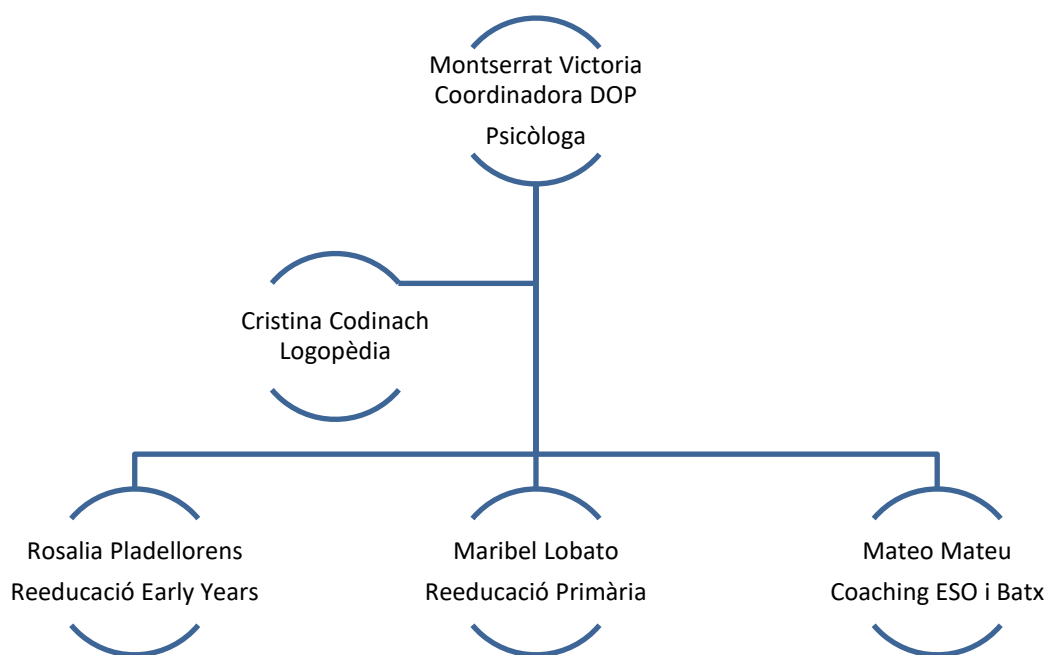 Montserrat Victoria
Coordinadora DOP
Psicòloga
Cristina Codinach
Logopèdia
Rosalia Pladellorens
Reeducació Early Years
Maribel Lobato
Reeducació Primària
Mateo Mateu
Coaching ESO i Batx